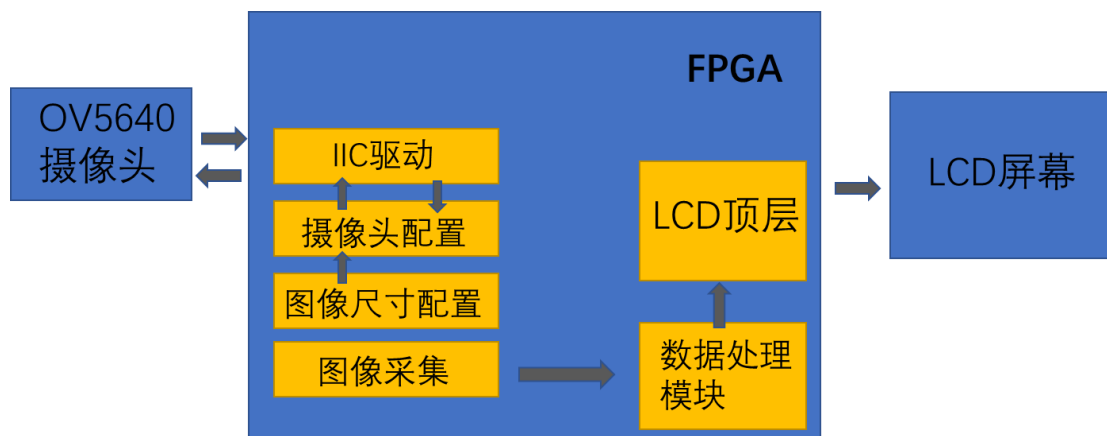 FPGA
OV5640
摄像头
IIC驱动
摄像头配置
图像尺寸配置
图像采集
LCD顶层
数据处理
模块
LCD屏幕